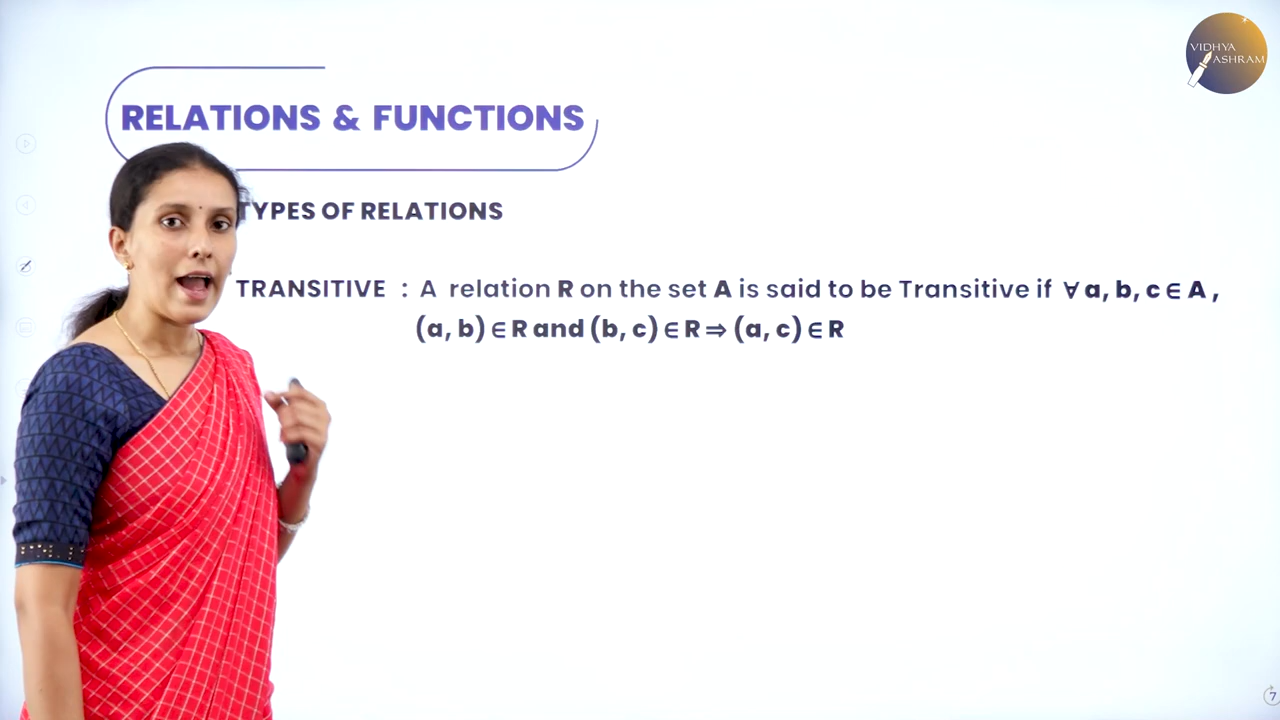 VIDHYA
ASHRAM
RELATIONS & FUNCTIONS
TYPES OF RELATIONS
TRANSITIVE : A relation R on the set A is said to be Transitive if ∀ a, b, c ∈ A ,
(a, b) ∈ R and (b, c) ∈ R ⇒ (a, c) ∈ R
7